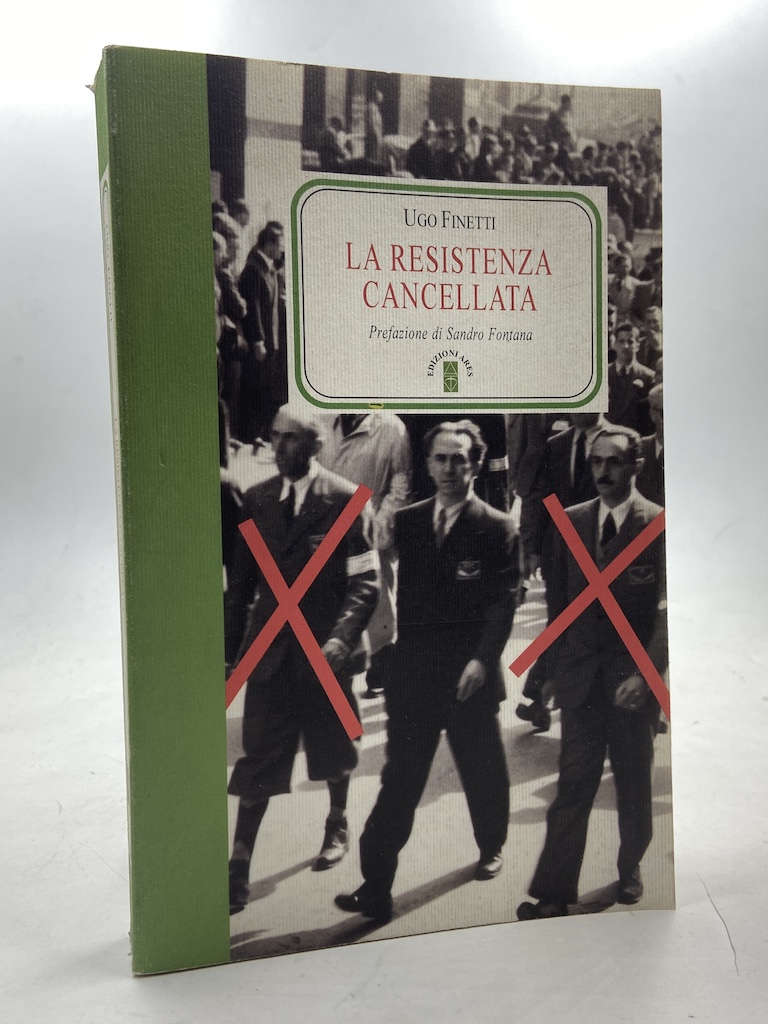 UGO FINETTI
LA RESISTENZA
CANCELLATA
Prefazione di Sandro Fontana
EDIZIONI ARES